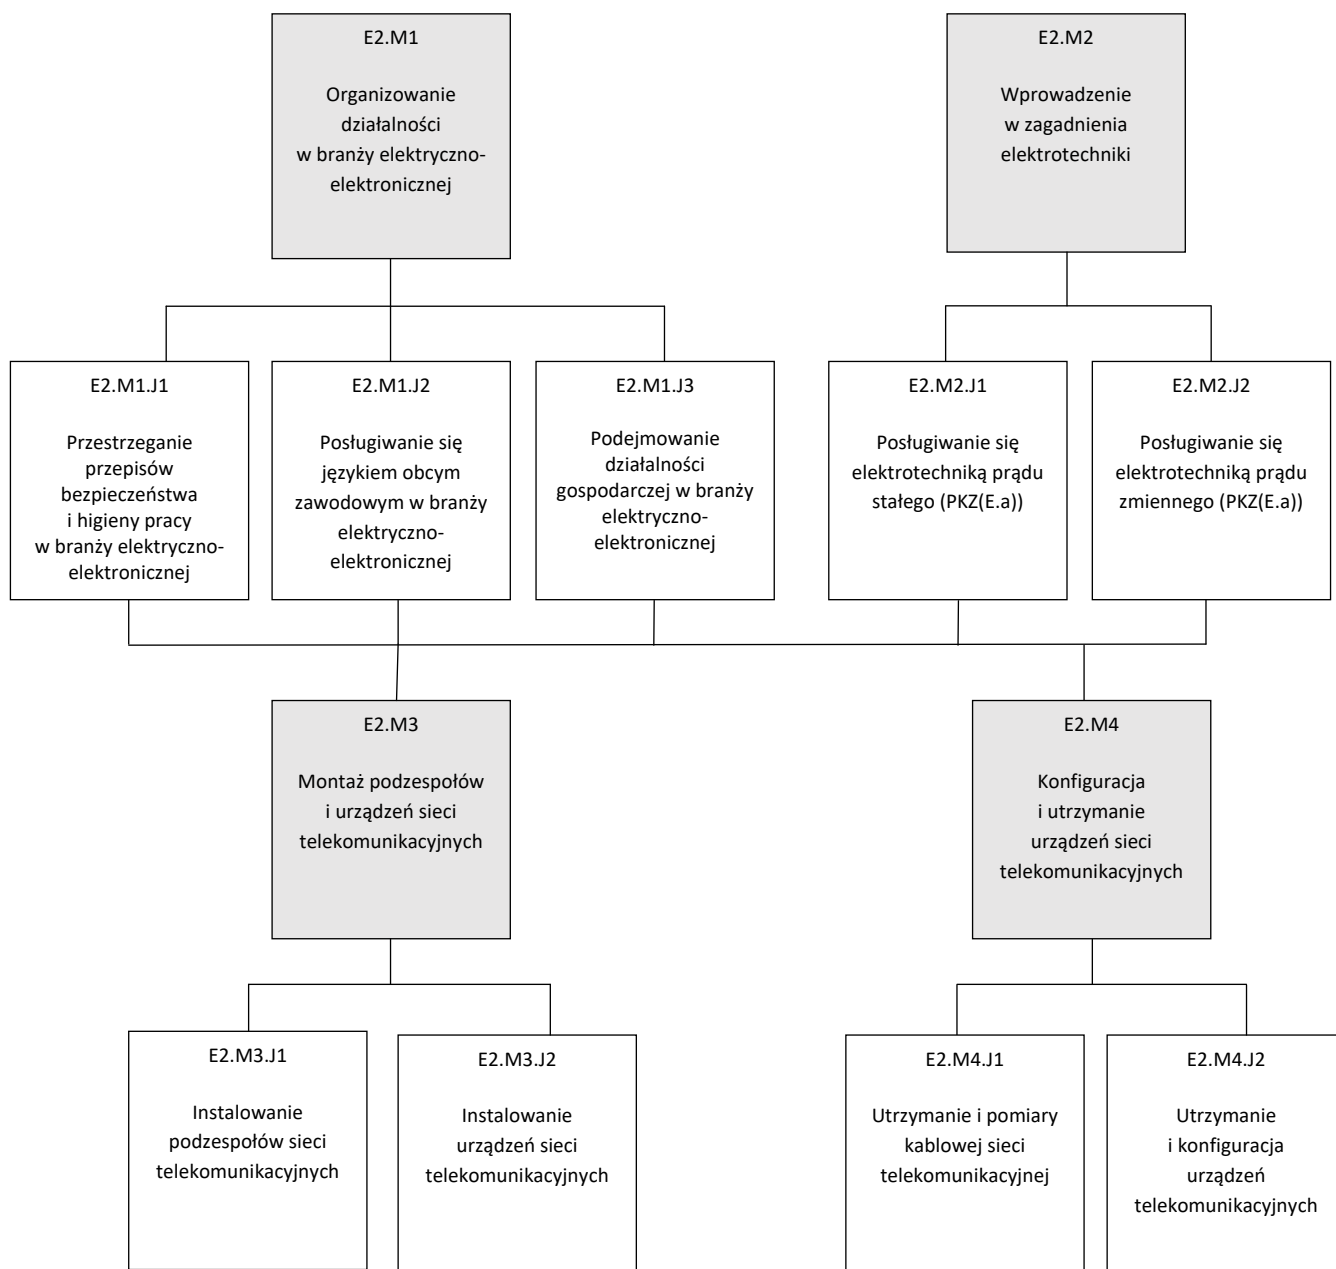 E2.M1
Organizowanie
działalności
w branży elektryczno-
elektronicznej
E2.M2
Wprowadzenie
w zagadnienia
elektrotechniki
E2.M1.J1
Przestrzeganie
przepisów
bezpieczeństwa
i higieny pracy
w branży elektryczno-
elektronicznej
E2.M1.J2
Posługiwanie się
językiem obcym
zawodowym w branży
elektryczno-
elektronicznej
E2.M1.J3
Podejmowanie
działalności
gospodarczej w branży
elektryczno-
elektronicznej
E2.M2.J1
Posługiwanie się
elektrotechniką prądu
stałego (PKZ(E.a))
E2.M2.J2
Posługiwanie się
elektrotechniką prądu
zmiennego (PKZ(E.a))
E2.M3
Montaż podzespołów
i urządzeń sieci
telekomunikacyjnych
E2.M4
Konfiguracja
i utrzymanie
urządzeń sieci
telekomunikacyjnych
E2.M3.J1
Instalowanie
podzespołów sieci
telekomunikacyjnych
E2.M3.J2
Instalowanie
urządzeń sieci
telekomunikacyjnych
E2.M4.J1
Utrzymanie i pomiary
kablowej sieci
telekomunikacyjnej
E2.M4.J2
Utrzymanie
i konfiguracja
urządzeń
telekomunikacyjnych